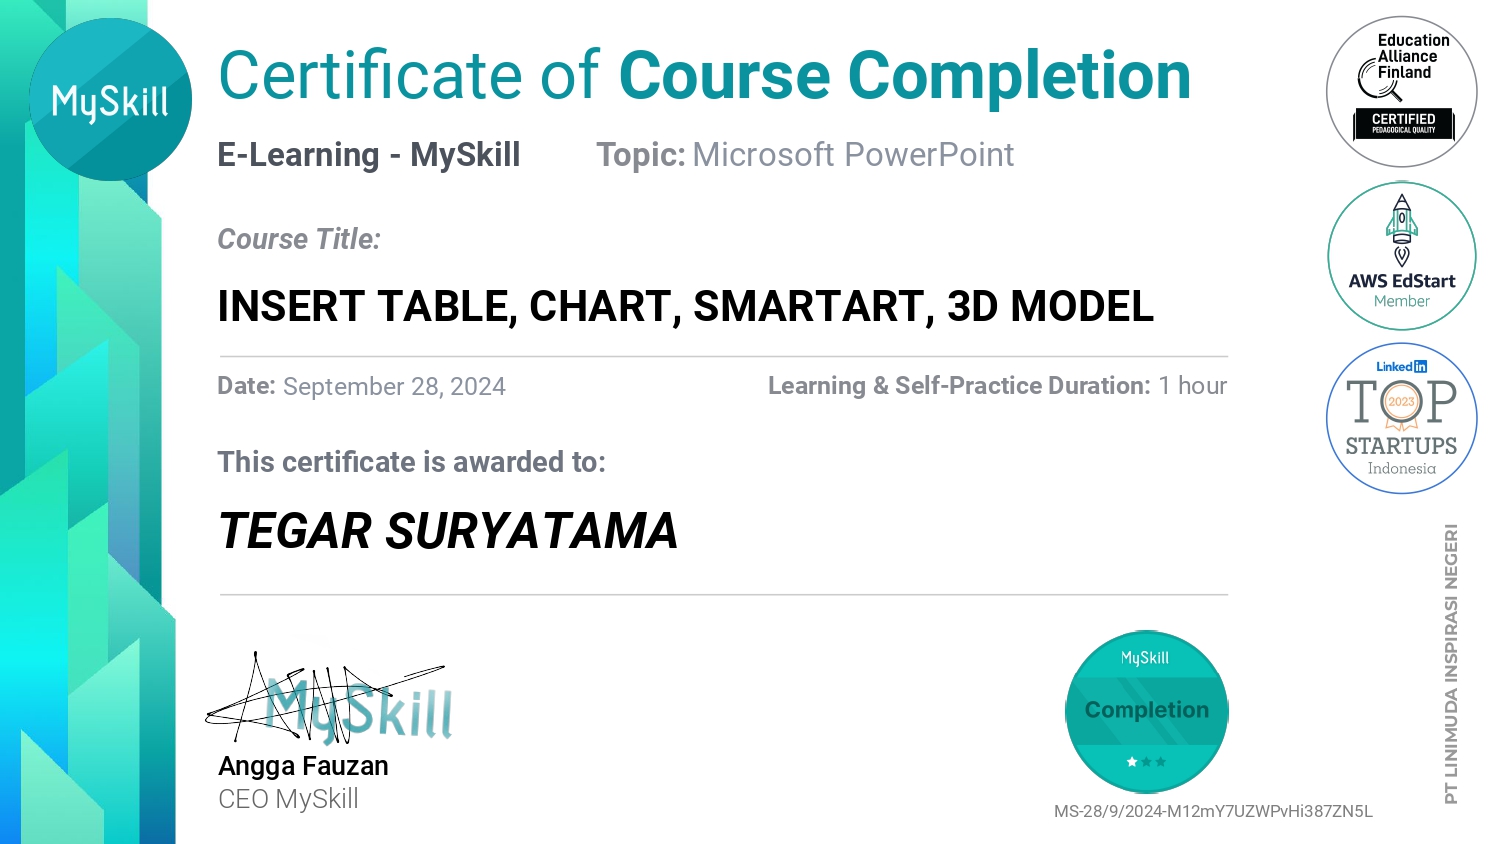 MySkill
Certificate of Course Completion
E-Learning - MySkill
Topic: Microsoft PowerPoint
Course Title:
INSERT TABLE, CHART, SMARTART, 3D MODEL
Date: September 28, 2024
Learning & Self-Practice Duration: 1 hour
This certificate is awarded to:
TEGAR SURYATAMA
MySkill
Angga Fauzan
CEO MySkill
MySkill
Completion
MS-28/9/2024-M12mY7UZWPvHi387ZN5L
Education
Alliance
Finland
CERTIFIED
PEDAGOGICAL QUALITY
AWS EdStart
Member
Linked in
TOP
2023
STARTUPS
Indonesia
PT LINIMUDA INSPIRASI NEGERI